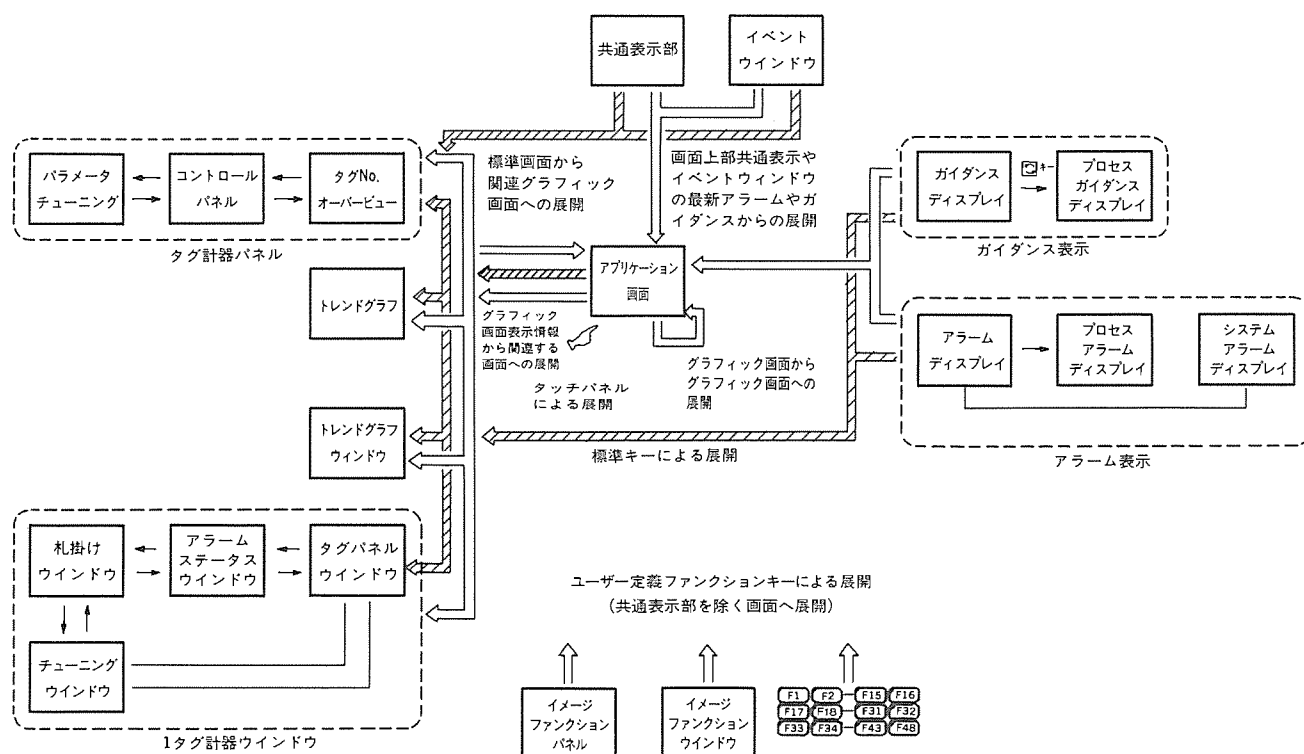 共通表示部
イベント
ウインドウ
パラメータ
チューニング
コントロール
パネル
タグNo.
オーバービュー
タグ計器パネル
標準画面から
関連グラフィック
画面への展開
画面上部共通表示や
イベントウィンドウ
の最新アラームやガ
イダンスからの展開
ガイダンス
ディスプレイ
キー
プロセス
ガイダンス
ディスプレイ
ガイダンス表示
トレンドグラフ
アプリケーション
画面
グラフィック
画面表示情報
から関連する
画面への展開
タッチパネル
による展開
グラフィック画面から
グラフィック画面への
展開
アラーム
ディスプレイ
プロセス
アラーム
ディスプレイ
システム
アラーム
ディスプレイ
アラーム表示
トレンドグラフ
ウィンドウ
標準キーによる展開
札掛け
ウインドウ
アラーム
ステータス
ウインドウ
タグパネル
ウインドウ
チューニング
ウインドウ
1タグ計器ウインドウ
ユーザー定義ファンクションキーによる展開
(共通表示部を除く画面へ展開)
イメージ
ファンクション
パネル
イメージ
ファンクション
ウインドウ
F1 F2 F15 F16
F17 F18 F31 F32
F33 F34 F43 F48